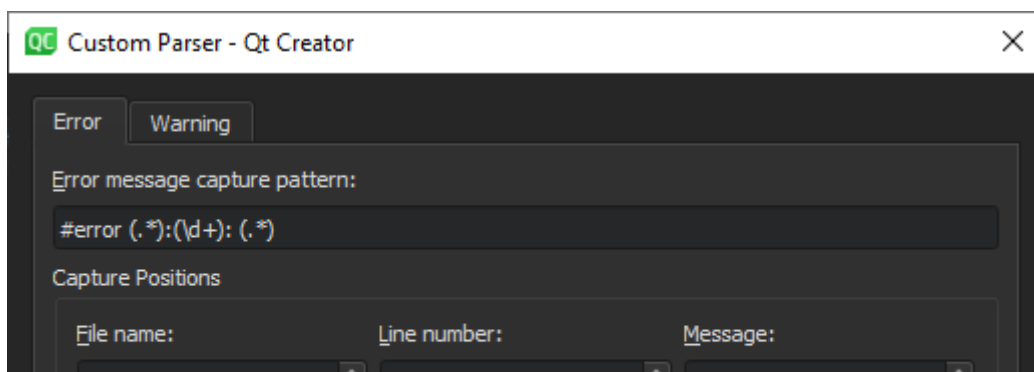 QC Custom Parser - Qt Creator
Error Warning
Error message capture pattern:
#error (.*):(\d+): (.*)
Capture Positions
File name: Line number: Message: